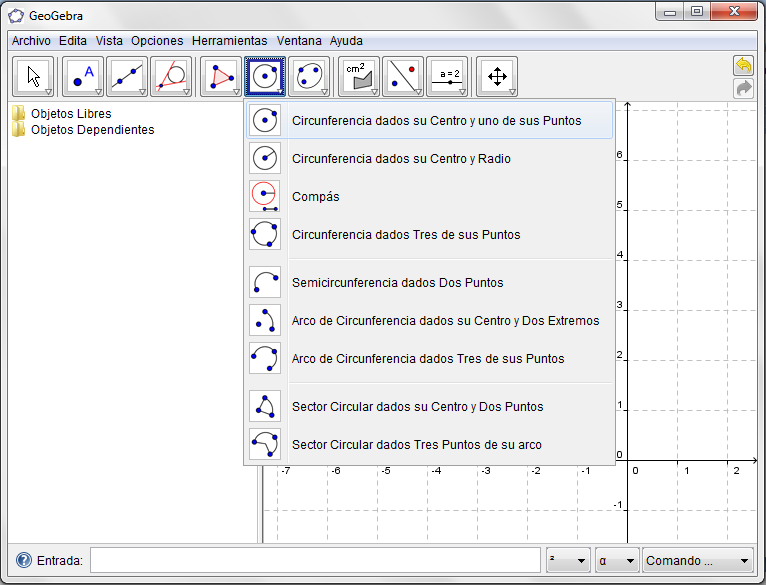 GeoGebra
Archivo Edita Vista Opciones Herramientas Ventana Ayuda
A cm² a = 2
Objetos Libres
Objetos Dependientes
Circunferencia dados su Centro y uno de sus Puntos
Circunferencia dados su Centro y Radio
Compás
Circunferencia dados Tres de sus Puntos
Semicircunferencia dados Dos Puntos
Arco de Circunferencia dados su Centro y Dos Extremos
Arco de Circunferencia dados Tres de sus Puntos
Sector Circular dados su Centro y Dos Puntos
Sector Circular dados Tres Puntos de su arco
6
5
4
3
2
1
0
-7 -6 -5 -4 -3 -2 -1 0 1 2
-1
Entrada: ² α Comando ...